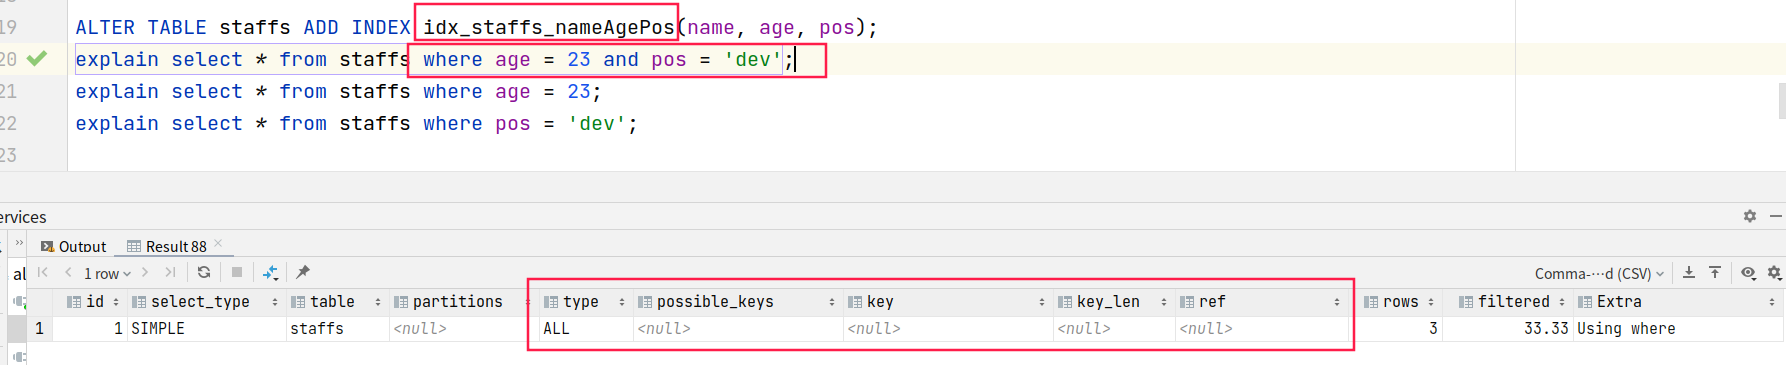 19 ALTER TABLE staffs ADD INDEX idx_staffs_nameAgePos(name, age, pos);
20 explain select * from staffs where age = 23 and pos = 'dev';
21 explain select * from staffs where age = 23;
22 explain select * from staffs where pos = 'dev';
23
ervices
Output Result 88
al 1 row Comma-...d (CSV)
id select_type table partitions type possible_keys key key_len ref rows filtered Extra
1 1 SIMPLE staffs <null> ALL <null> <null> <null> <null> 3 33.33 Using where